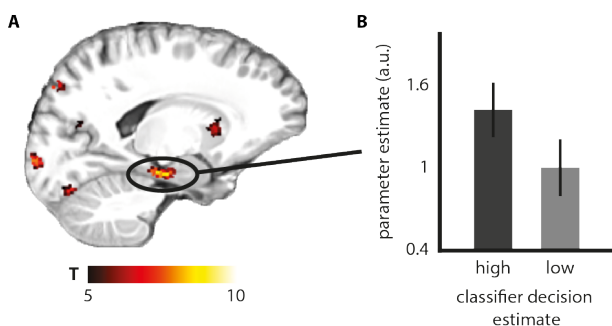 A
T
5
10
B
parameter estimate (a.u.)
1.6
1
0.4
high
low
classifier decision
estimate